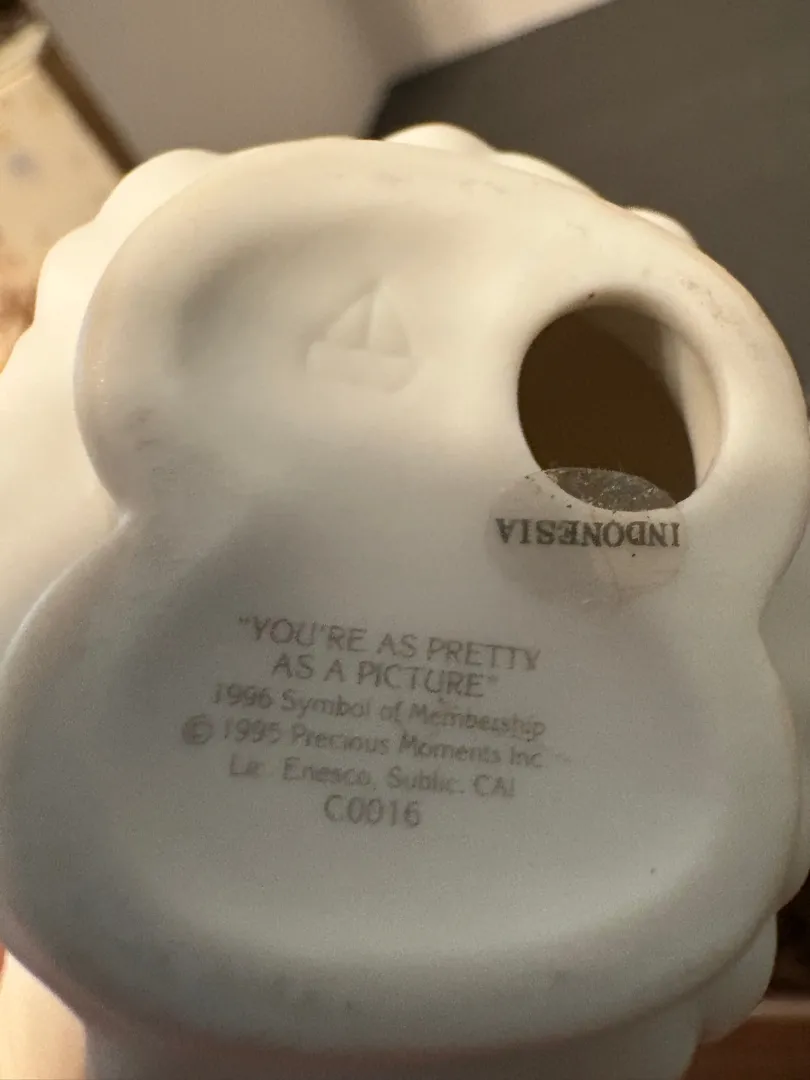 INDONESIA
"YOU'RE AS PRETTY
AS A PICTURE"
1996 Symbol of Membership
© 1995 Precious Moments Inc.
Lic. Enesco, Sublic. CAI
C0016